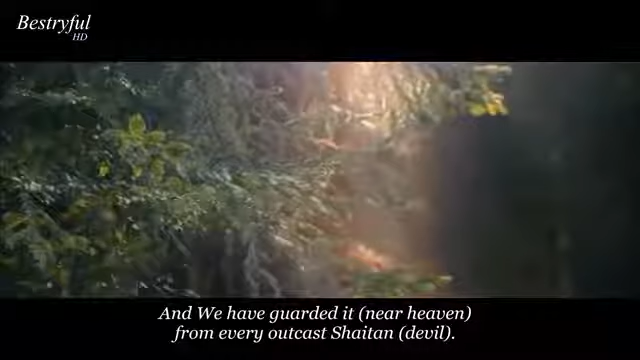 Bestryful
HD
And We have guarded it (near heaven)
from every outcast Shaitan (devil).